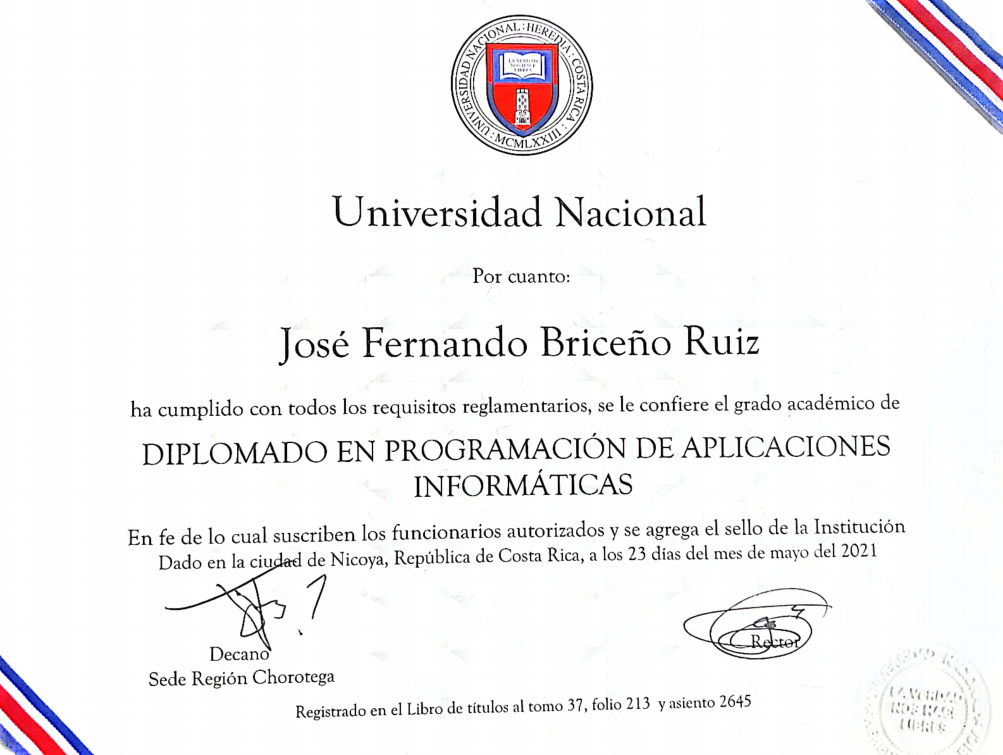 UNIVERSIDAD NACIONAL : HEREDIA : COSTA RICA : MCMLXXIII :
LA VERDAD
NOS HACE
LIBRES
Universidad Nacional
Por cuanto:
José Fernando Briceño Ruiz
ha cumplido con todos los requisitos reglamentarios, se le confiere el grado académico de
DIPLOMADO EN PROGRAMACIÓN DE APLICACIONES
INFORMÁTICAS
En fe de lo cual suscriben los funcionarios autorizados y se agrega el sello de la Institución
Dado en la ciudad de Nicoya, República de Costa Rica, a los 23 días del mes de mayo del 2021
Decano
Rector
Sede Región Chorotega
Registrado en el Libro de títulos al tomo 37, folio 213 y asiento 2645
LA VERDAD
NOS HACE
LIBRES